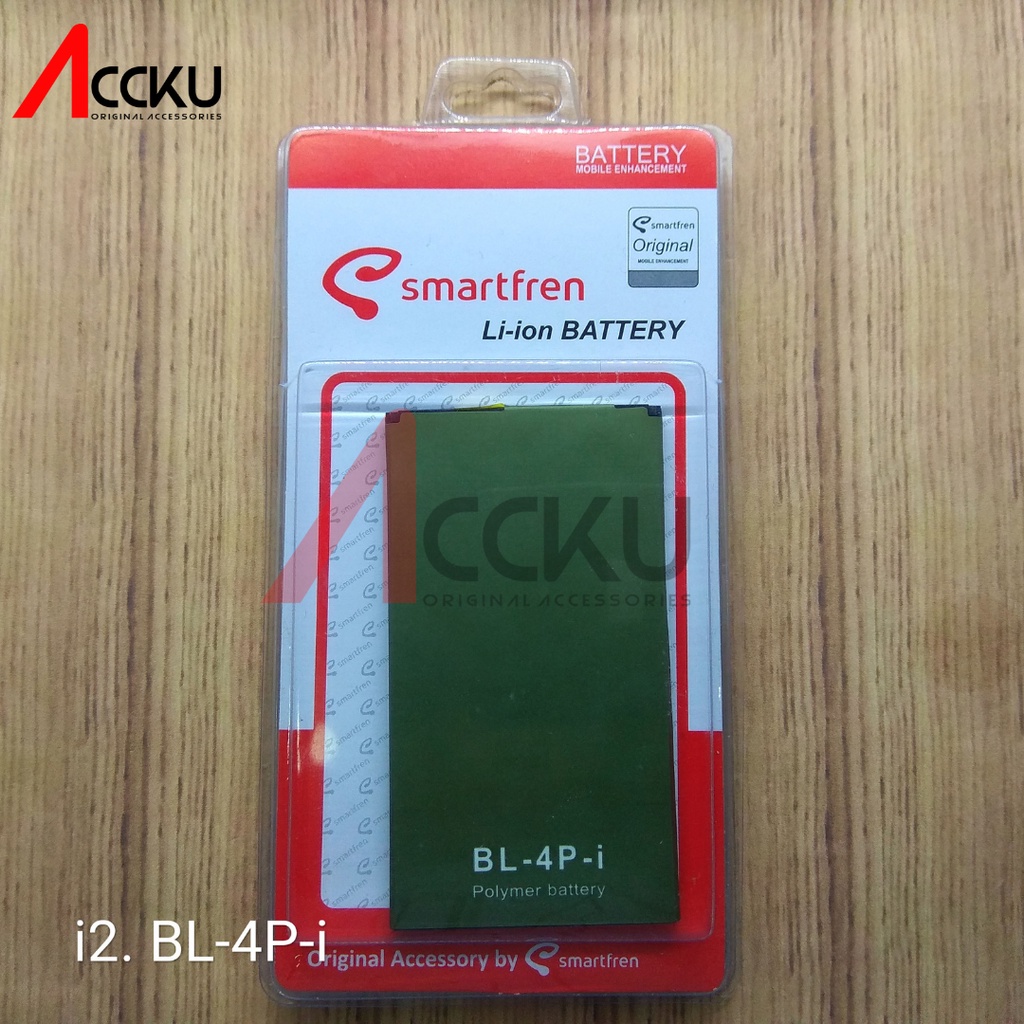 ACCKU
ORIGINAL ACCESSORIES
BATTERY
MOBILE ENHANCEMENT
smartfren
Original
MOBILE ENHANCEMENT
smartfren
Li-ion BATTERY
ACCKU
ORIGINAL ACCESSORIES
BL-4P-i
Polymer battery
i2. BL-4P-i
Original Accessory by smartfren